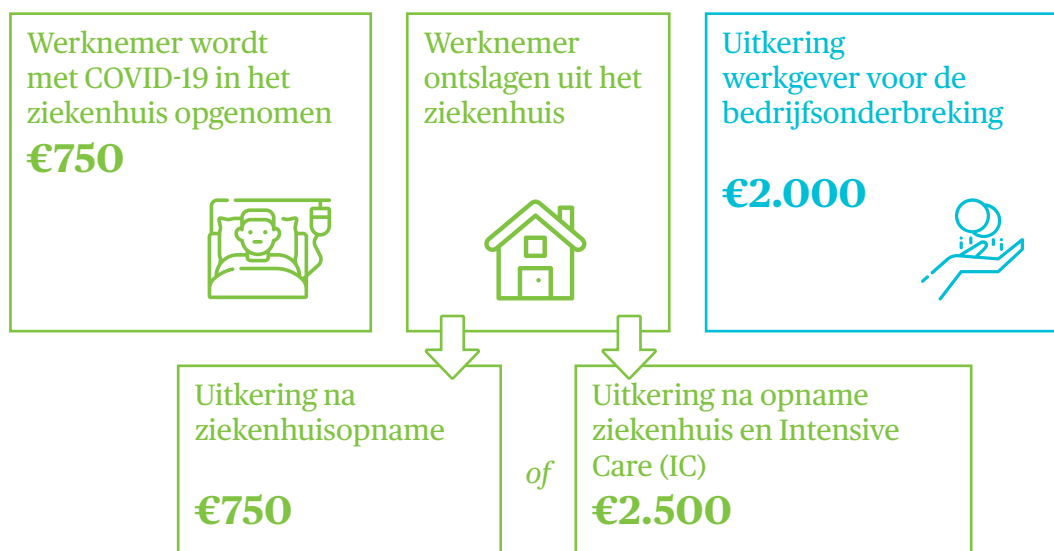 Werknemer wordt
met COVID-19 in het
ziekenhuis opgenomen
€750
Werknemer
ontslagen uit het
ziekenhuis
Uitkering
werkgever voor de
bedrijfsonderbreking
€2.000
Uitkering na
ziekenhuisopname
€750
of
Uitkering na opname
ziekenhuis en Intensive
Care (IC)
€2.500